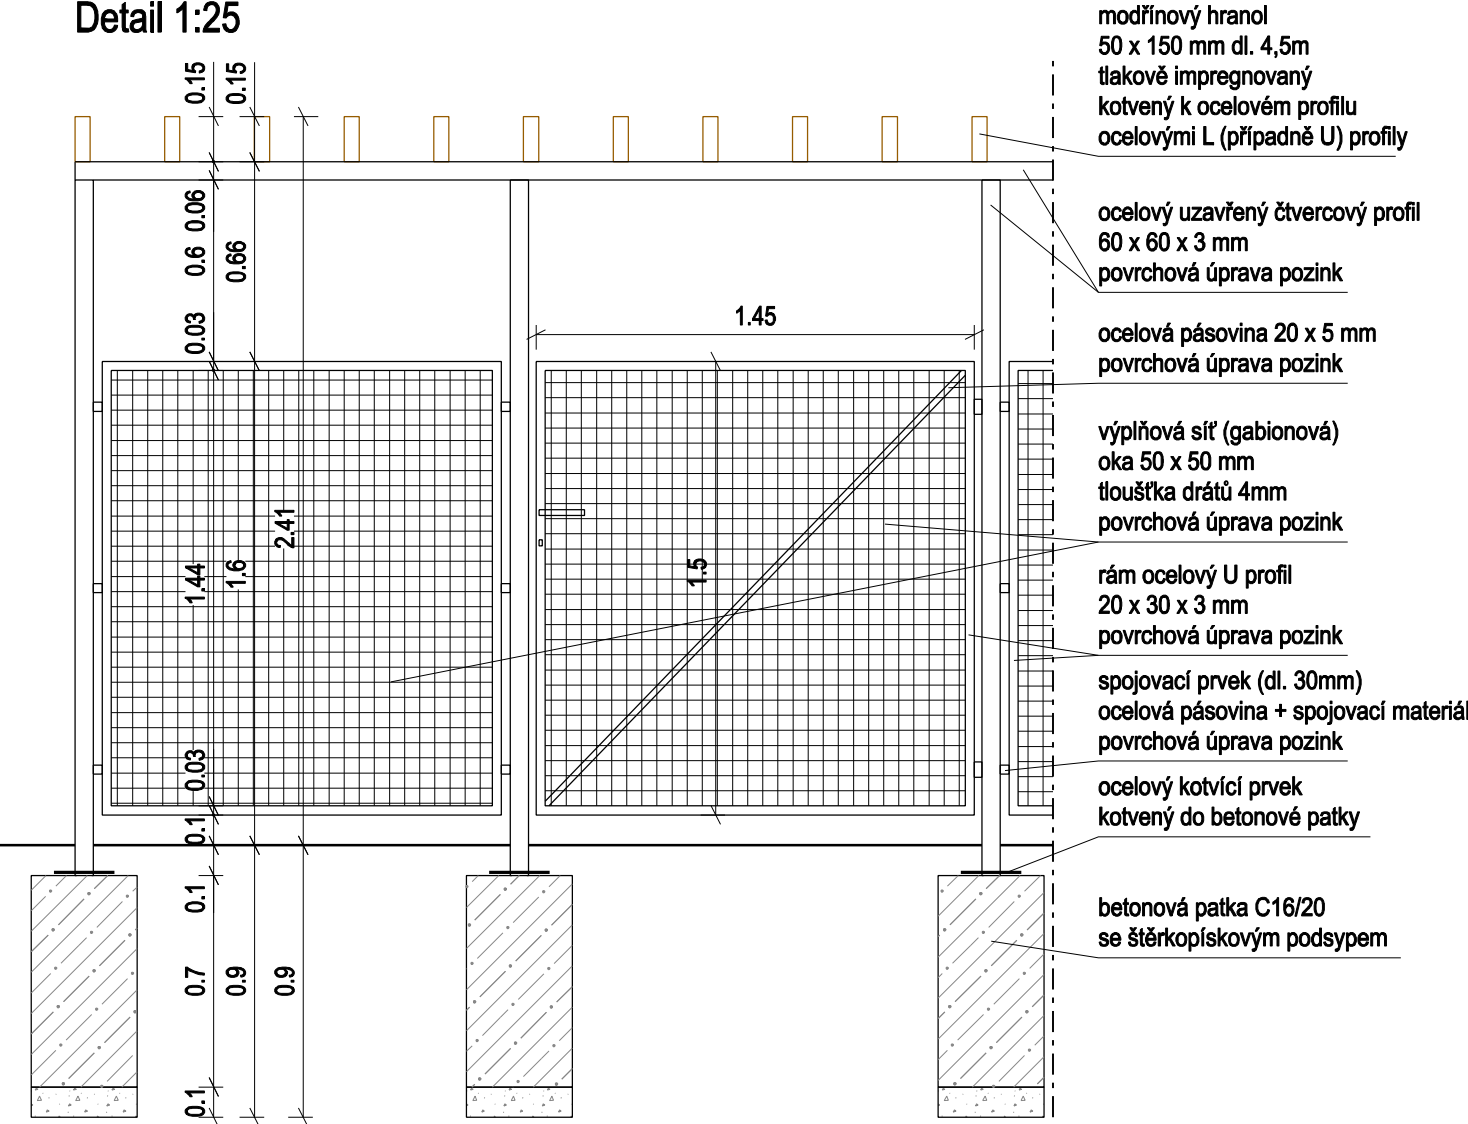 Detail 1:25
modřínový hranol
50 x 150 mm dl. 4,5m
tlakově impregnovaný
kotvený k ocelovém profilu
ocelovými L (případně U) profily
ocelový uzavřený čtvercový profil
60 x 60 x 3 mm
povrchová úprava pozink
ocelová pásovina 20 x 5 mm
povrchová úprava pozink
výplňová síť (gabionová)
oka 50 x 50 mm
tloušťka drátů 4mm
povrchová úprava pozink
rám ocelový U profil
20 x 30 x 3 mm
povrchová úprava pozink
spojovací prvek (dl. 30mm)
ocelová pásovina + spojovací materiál
povrchová úprava pozink
ocelový kotvící prvek
kotvený do betonové patky
betonová patka C16/20
se štěrkopískovým podsypem
0.15
0.15
0.06
0.6
0.66
0.03
1.45
2.41
1.44
1.6
1.5
0.03
0.1
0.1
0.7
0.9
0.9
0.1